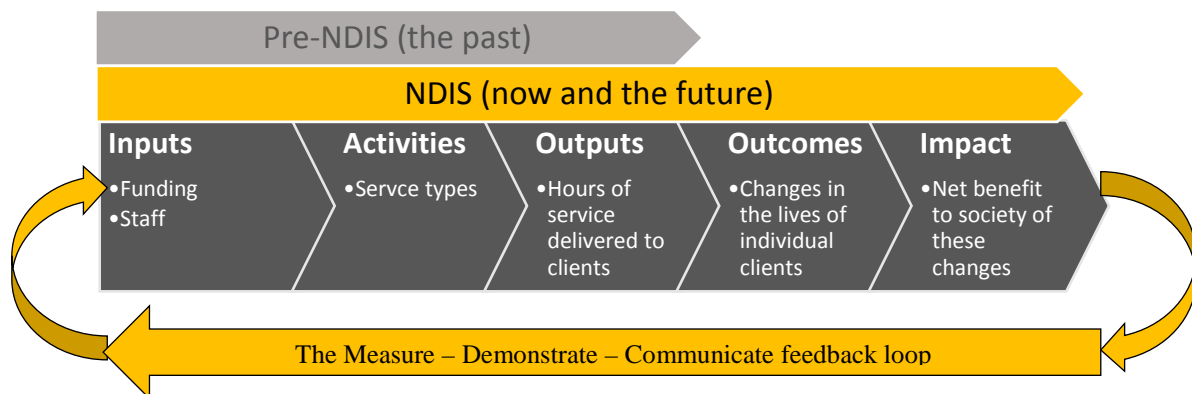 Pre-NDIS (the past)
NDIS (now and the future)
Inputs
•Funding
•Staff
Activities
•Servce types
Outputs
•Hours of
service
delivered to
clients
Outcomes
•Changes in
the lives of
individual
clients
Impact
•Net benefit
to society of
these
changes
The Measure – Demonstrate – Communicate feedback loop